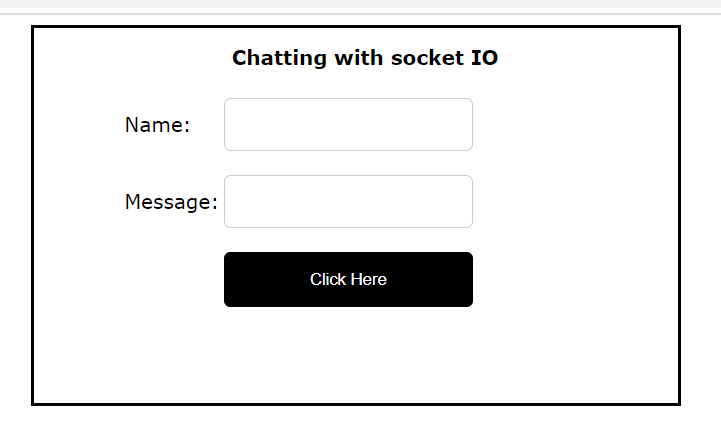 Chatting with socket IO
Name:
Message:
Click Here